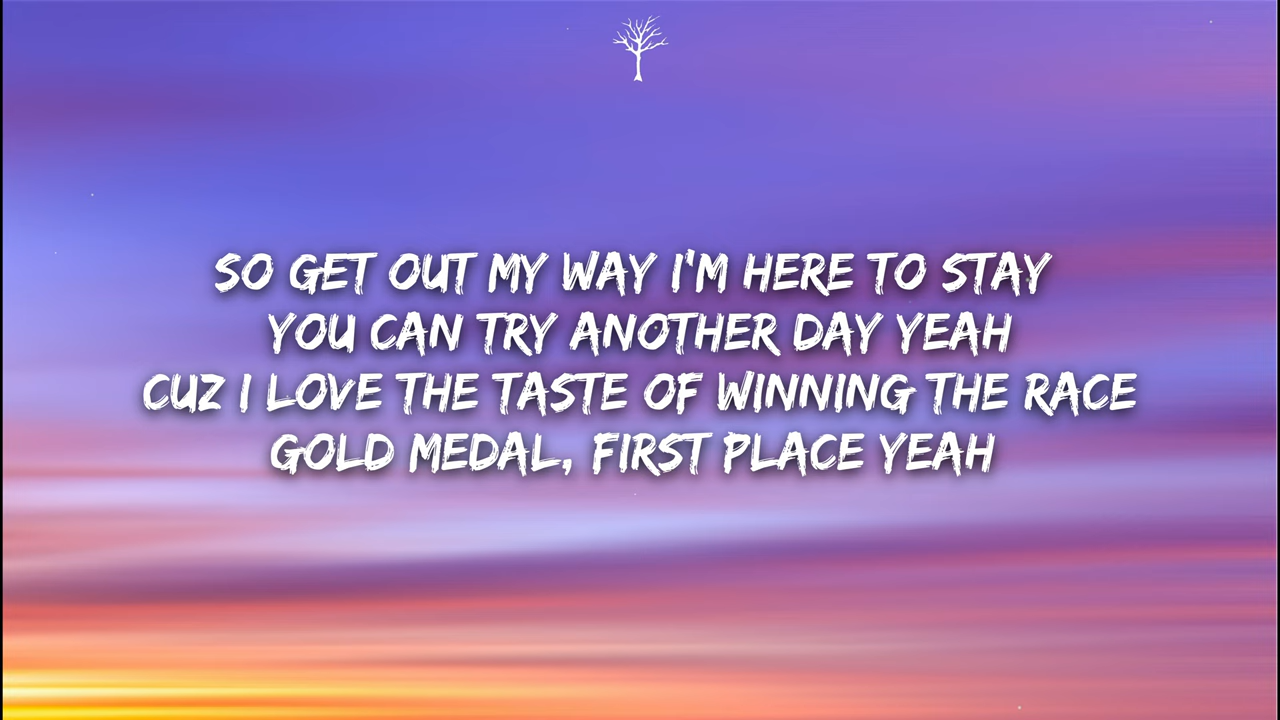 SO GET OUT MY WAY I'M HERE TO STAY
YOU CAN TRY ANOTHER DAY YEAH
CUZ I LOVE THE TASTE OF WINNING THE RACE
GOLD MEDAL, FIRST PLACE YEAH